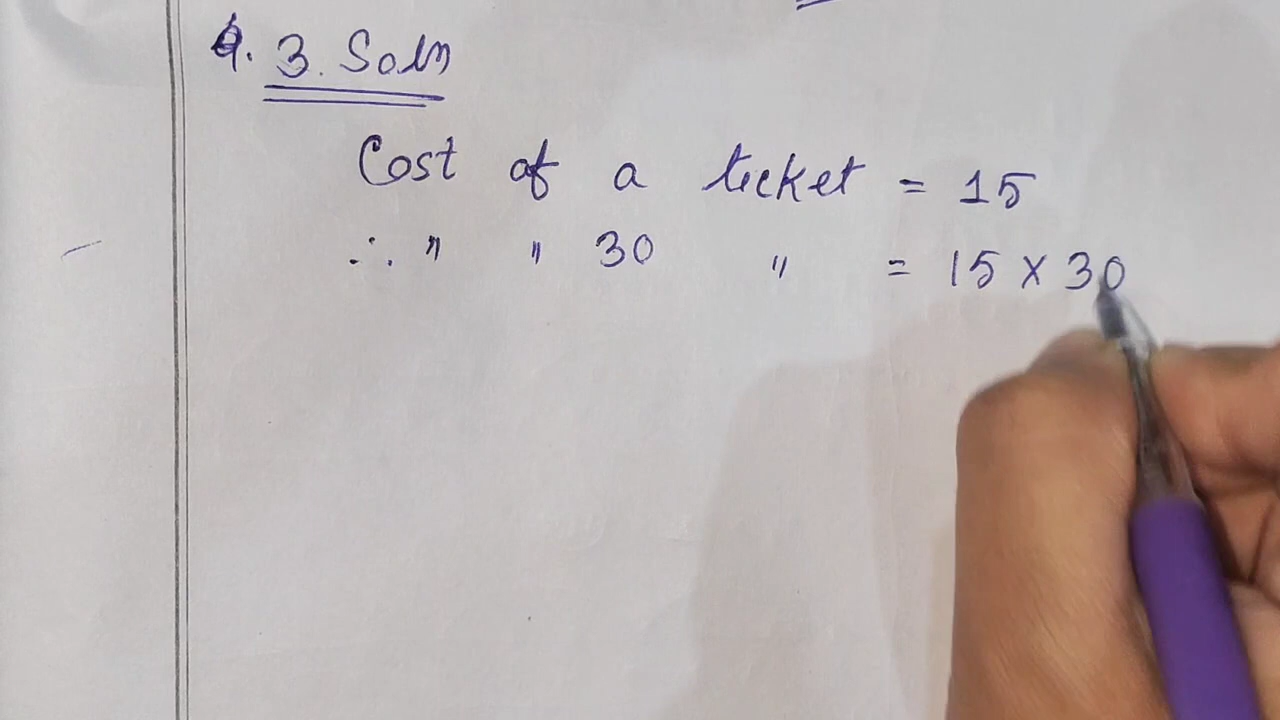 Q. 3. Soln
Cost of a ticket = 15
∴ " " 30 " = 15 × 30